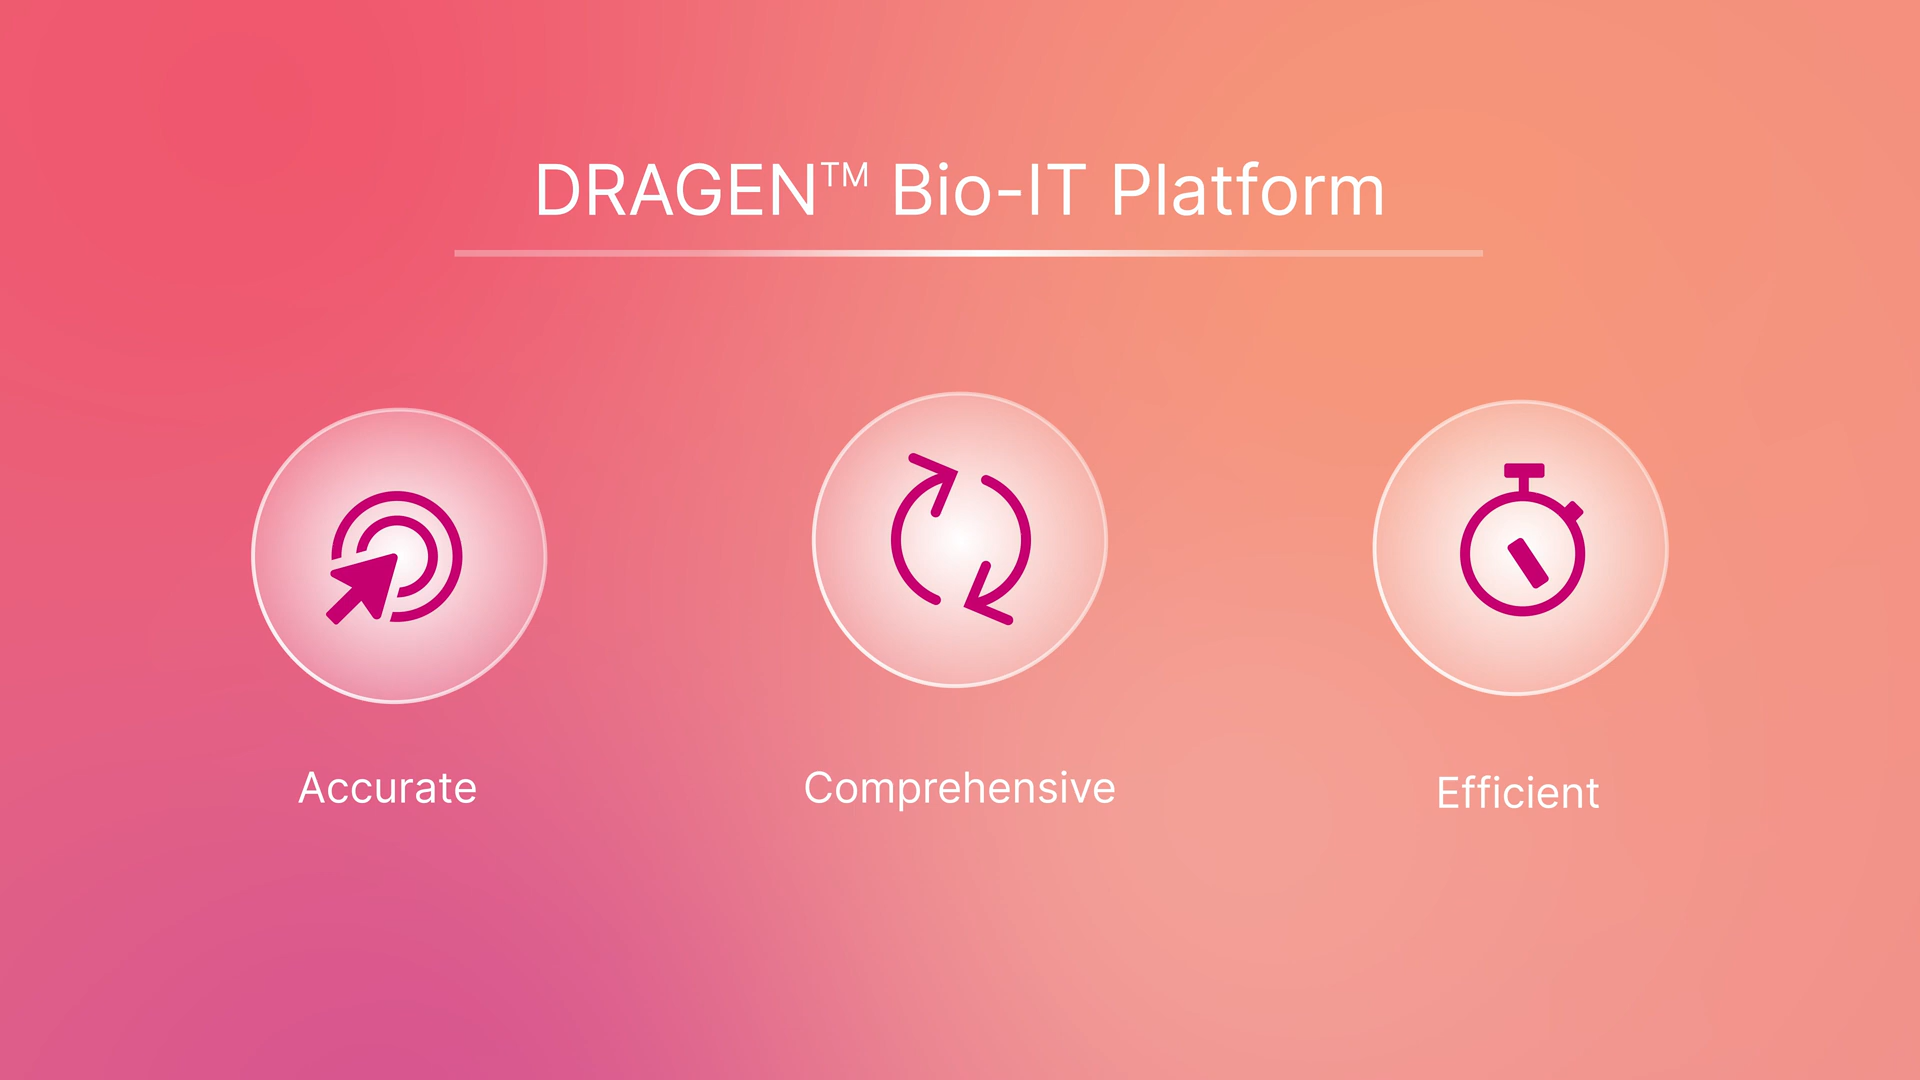 DRAGEN™ Bio-IT Platform
Accurate
Comprehensive
Efficient